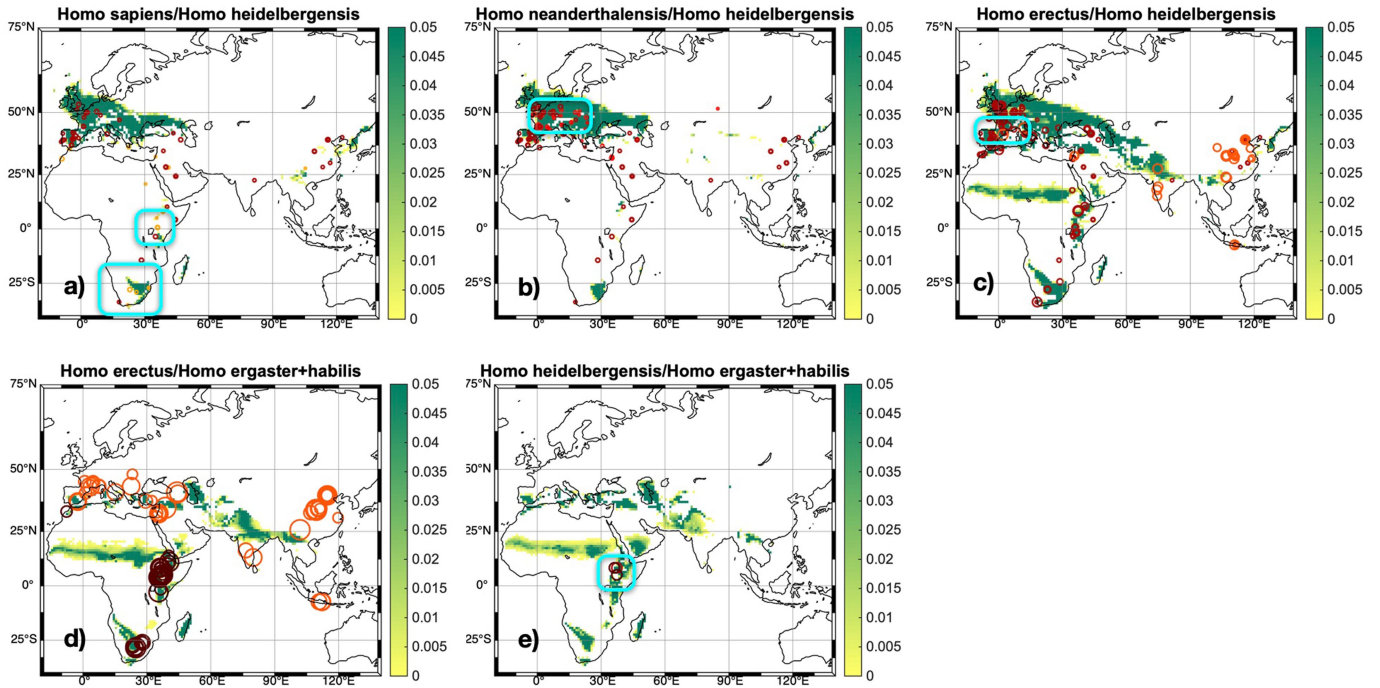 Homo sapiens/Homo heidelbergensis
75°N
50°N
25°N
0°
25°S
0°
30°E
60°E
90°E
120°E
0.05
0.045
0.04
0.035
0.03
0.025
0.02
0.015
0.01
0.005
0
a)
Homo neanderthalensis/Homo heidelbergensis
75°N
50°N
25°N
0°
25°S
0°
30°E
60°E
90°E
120°E
0.05
0.045
0.04
0.035
0.03
0.025
0.02
0.015
0.01
0.005
0
b)
Homo erectus/Homo heidelbergensis
75°N
50°N
25°N
0°
25°S
0°
30°E
60°E
90°E
120°E
0.05
0.045
0.04
0.035
0.03
0.025
0.02
0.015
0.01
0.005
0
c)
Homo erectus/Homo ergaster+habilis
75°N
50°N
25°N
0°
25°S
0°
30°E
60°E
90°E
120°E
0.05
0.045
0.04
0.035
0.03
0.025
0.02
0.015
0.01
0.005
0
d)
Homo heidelbergensis/Homo ergaster+habilis
75°N
50°N
25°N
0°
25°S
0°
30°E
60°E
90°E
120°E
0.05
0.045
0.04
0.035
0.03
0.025
0.02
0.015
0.01
0.005
0
e)